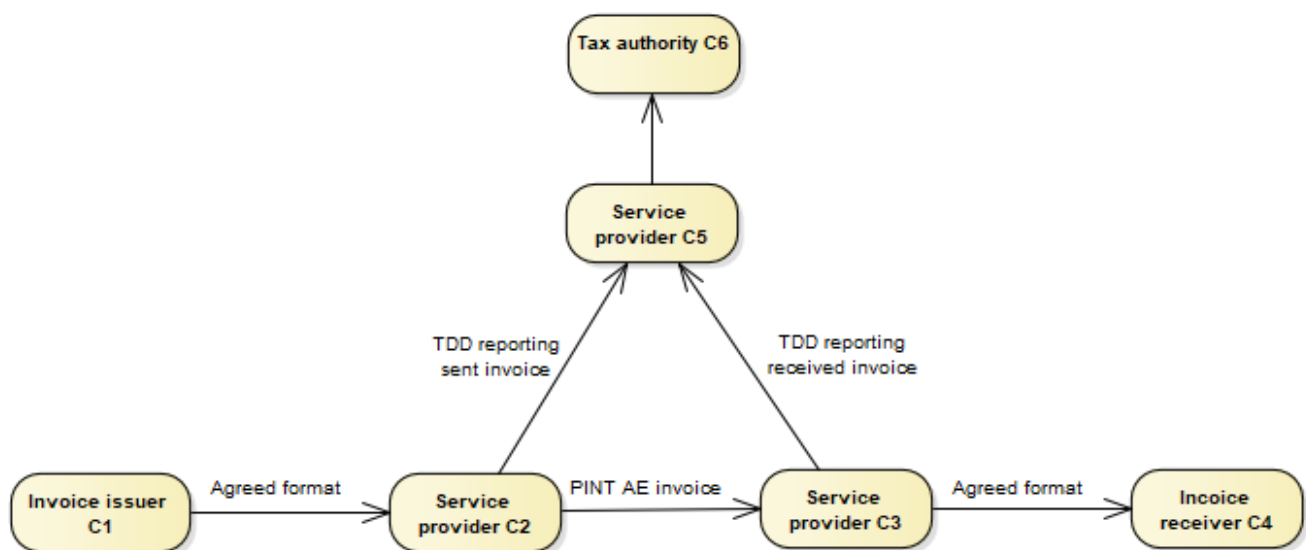 Tax authority C6
Service
provider C5
TDD reporting
sent invoice
TDD reporting
received invoice
Invoice issuer
C1
Agreed format
Service
provider C2
PINT AE invoice
Service
provider C3
Agreed format
Incoice
receiver C4